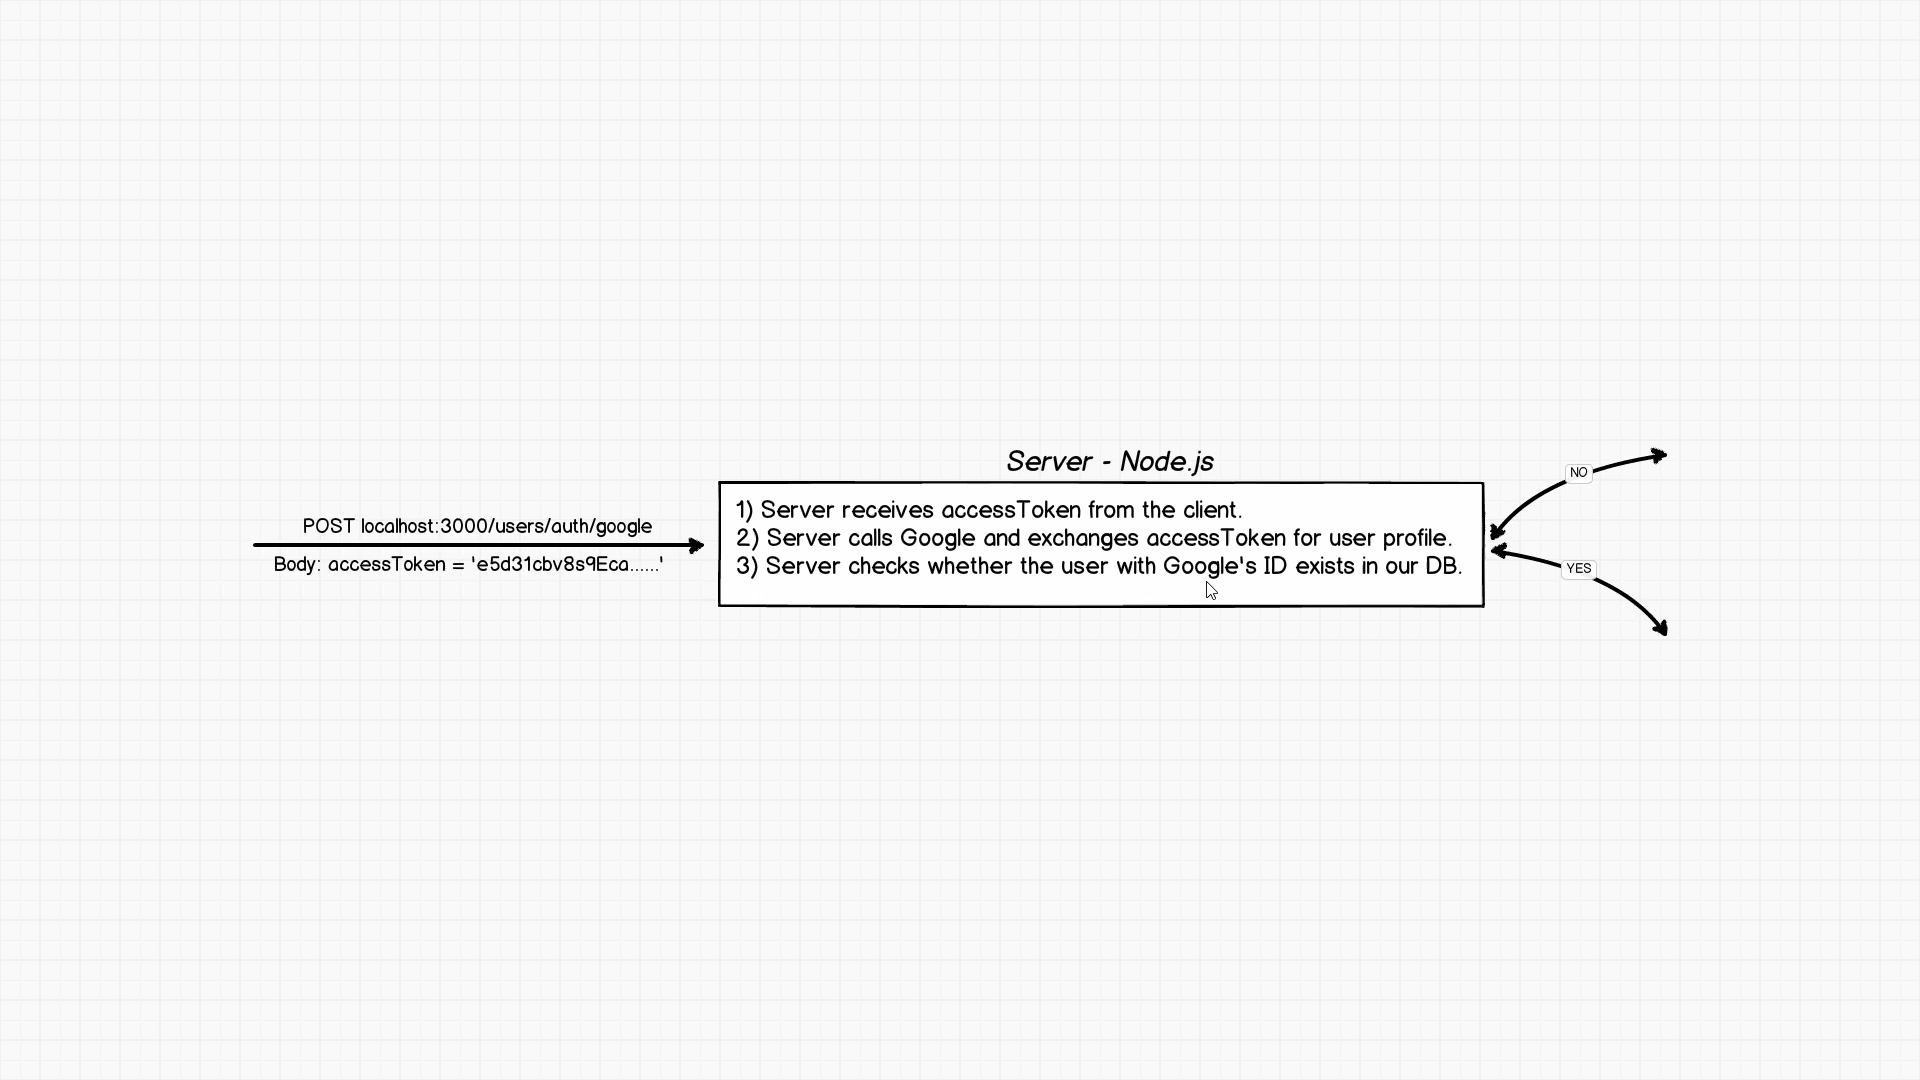 Server - Node.js
POST localhost:3000/users/auth/google
Body: accessToken = 'e5d31cbv8s9Eca......'
1) Server receives accessToken from the client.
2) Server calls Google and exchanges accessToken for user profile.
3) Server checks whether the user with Google's ID exists in our DB.
NO
YES